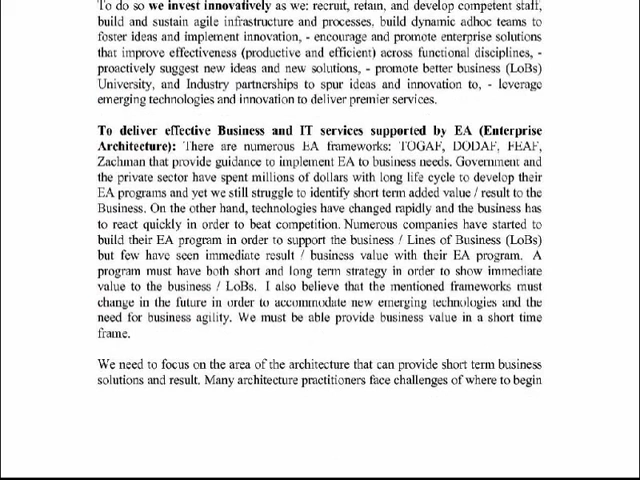 To do so we invest innovatively as we: recruit, retain, and develop competent staff,
build and sustain agile infrastructure and processes, build dynamic adhoc teams to
foster ideas and implement innovation, - encourage and promote enterprise solutions
that improve effectiveness (productive and efficient) across functional disciplines, -
proactively suggest new ideas and new solutions, - promote better business (LoBs)
University, and Industry partnerships to spur ideas and innovation to, - leverage
emerging technologies and innovation to deliver premier services.
To deliver effective Business and IT services supported by EA (Enterprise
Architecture): There are numerous EA frameworks: TOGAF, DODAF, FEAF,
Zachman that provide guidance to implement EA to business needs. Government and
the private sector have spent millions of dollars with long life cycle to develop their
EA programs and yet we still struggle to identify short term added value / result to the
Business. On the other hand, technologies have changed rapidly and the business has
to react quickly in order to beat competition. Numerous companies have started to
build their EA program in order to support the business / Lines of Business (LoBs)
but few have seen immediate result / business value with their EA program. A
program must have both short and long term strategy in order to show immediate
value to the business / LoBs. I also believe that the mentioned frameworks must
change in the future in order to accommodate new emerging technologies and the
need for business agility. We must be able provide business value in a short time
frame.
We need to focus on the area of the architecture that can provide short term business
solutions and result. Many architecture practitioners face challenges of where to begin